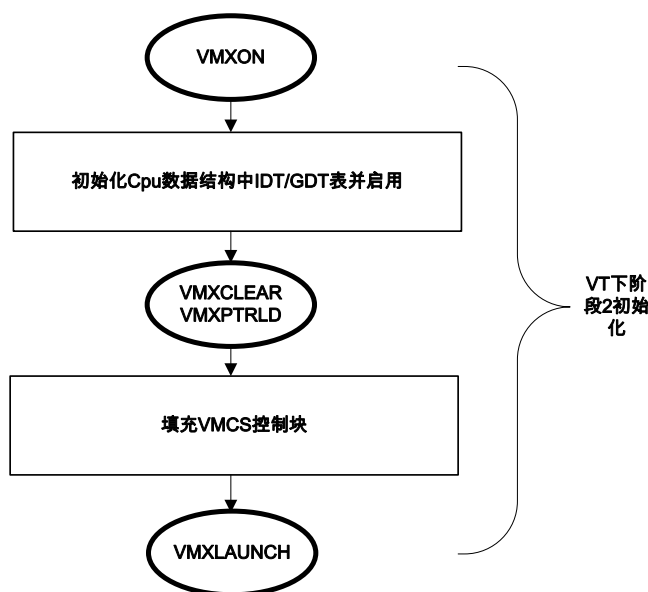 VMXON
初始化Cpu数据结构中IDT/GDT表并启用
VMXCLEAR
VMXPTRLD
VT下阶
段2初始
化
填充VMCS控制块
VMXLAUNCH